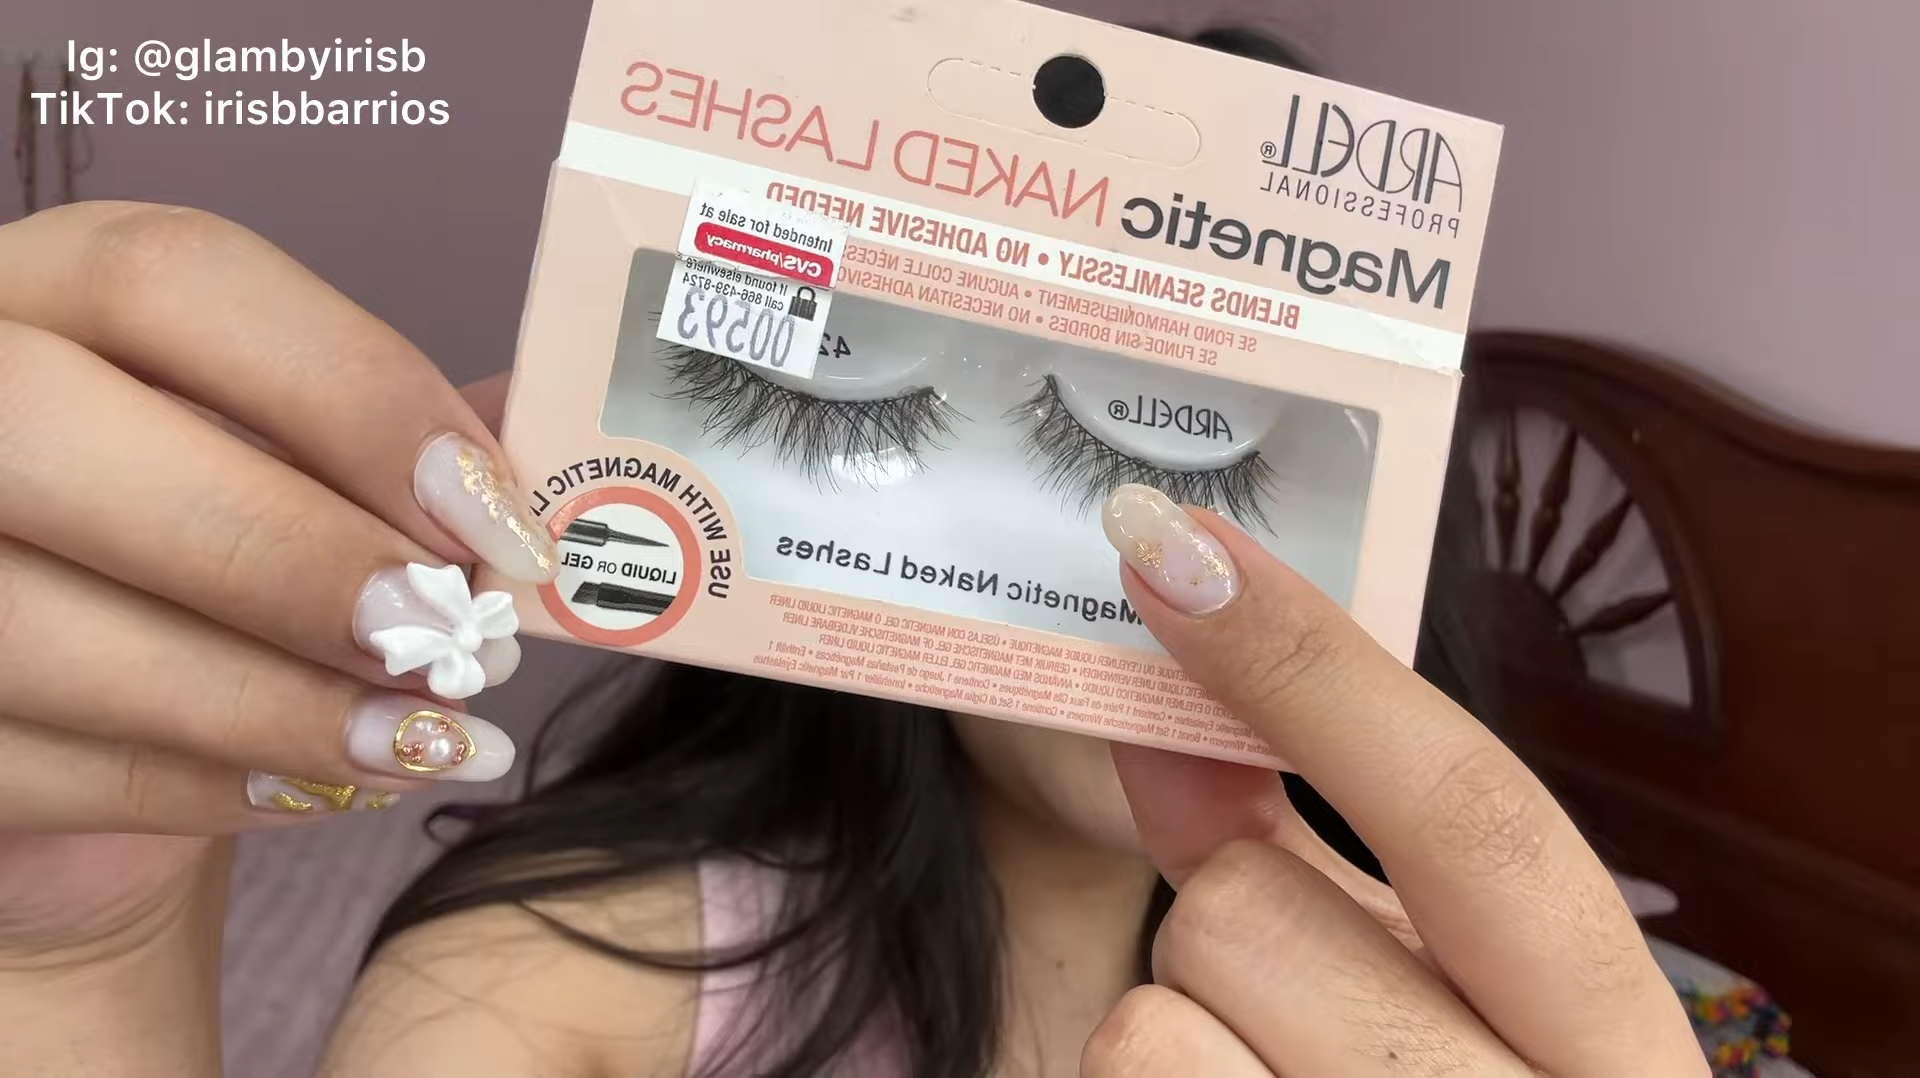 Ig: @glambyirisb
TikTok: irisbbarrios
ARDELL®
PROFESSIONAL
Magnetic NAKED LASHES
BLENDS SEAMLESSLY • NO ADHESIVE NEEDED
SE FOND HARMONIEUSEMENT • AUCUNE COLLE
SE FUNDE SIN BORDES • NO NECESITAN ADHESIVO
Intended for sale at
CVS/pharmacy
If found elsewhere
call 866-439-8724
00593
ARDELL®
42
Magnetic Naked Lashes
USE WITH MAGNETIC
LIQUID OR GEL